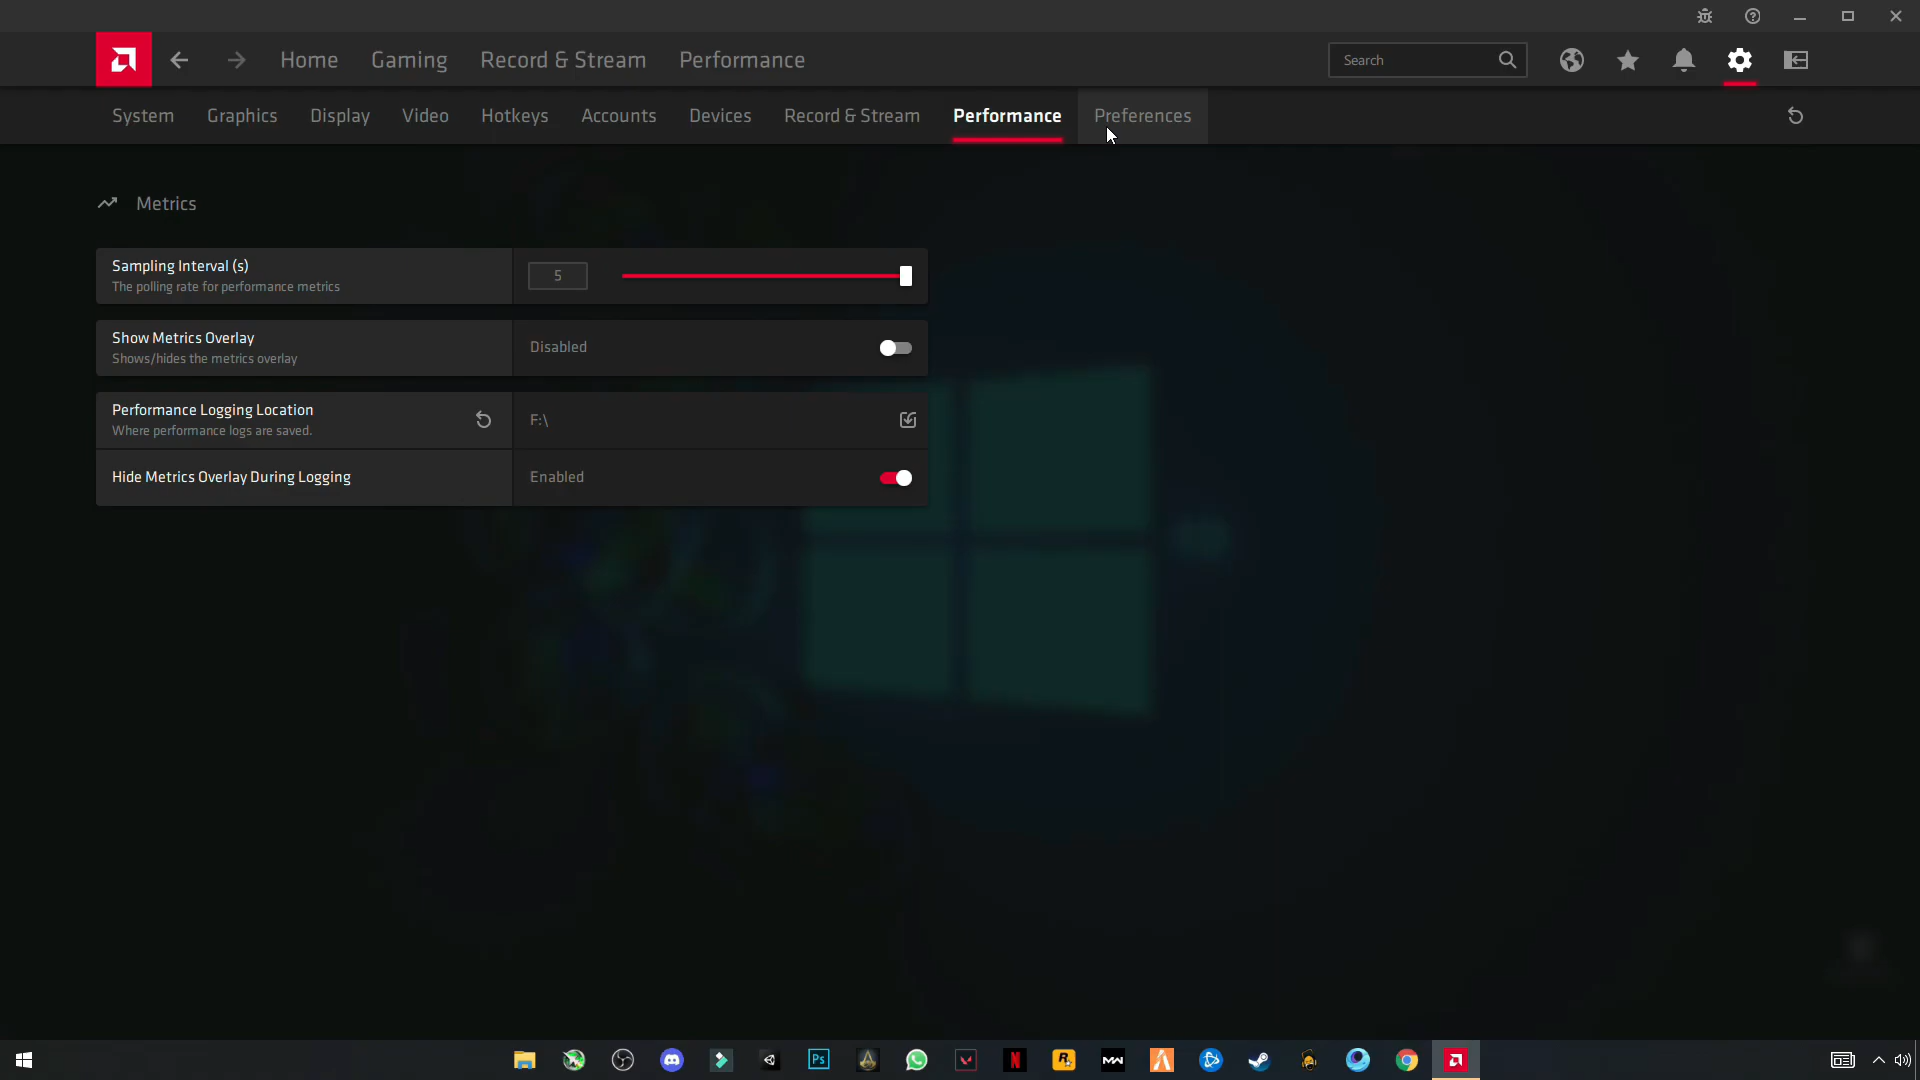 Home Gaming Record & Stream Performance
Search
System Graphics Display Video Hotkeys Accounts Devices Record & Stream Performance Preferences
Metrics
Sampling Interval (s)
The polling rate for performance metrics
5
Show Metrics Overlay
Shows/hides the metrics overlay
Disabled
Performance Logging Location
Where performance logs are saved.
F:\
Hide Metrics Overlay During Logging
Enabled
Ps
N
R
MW